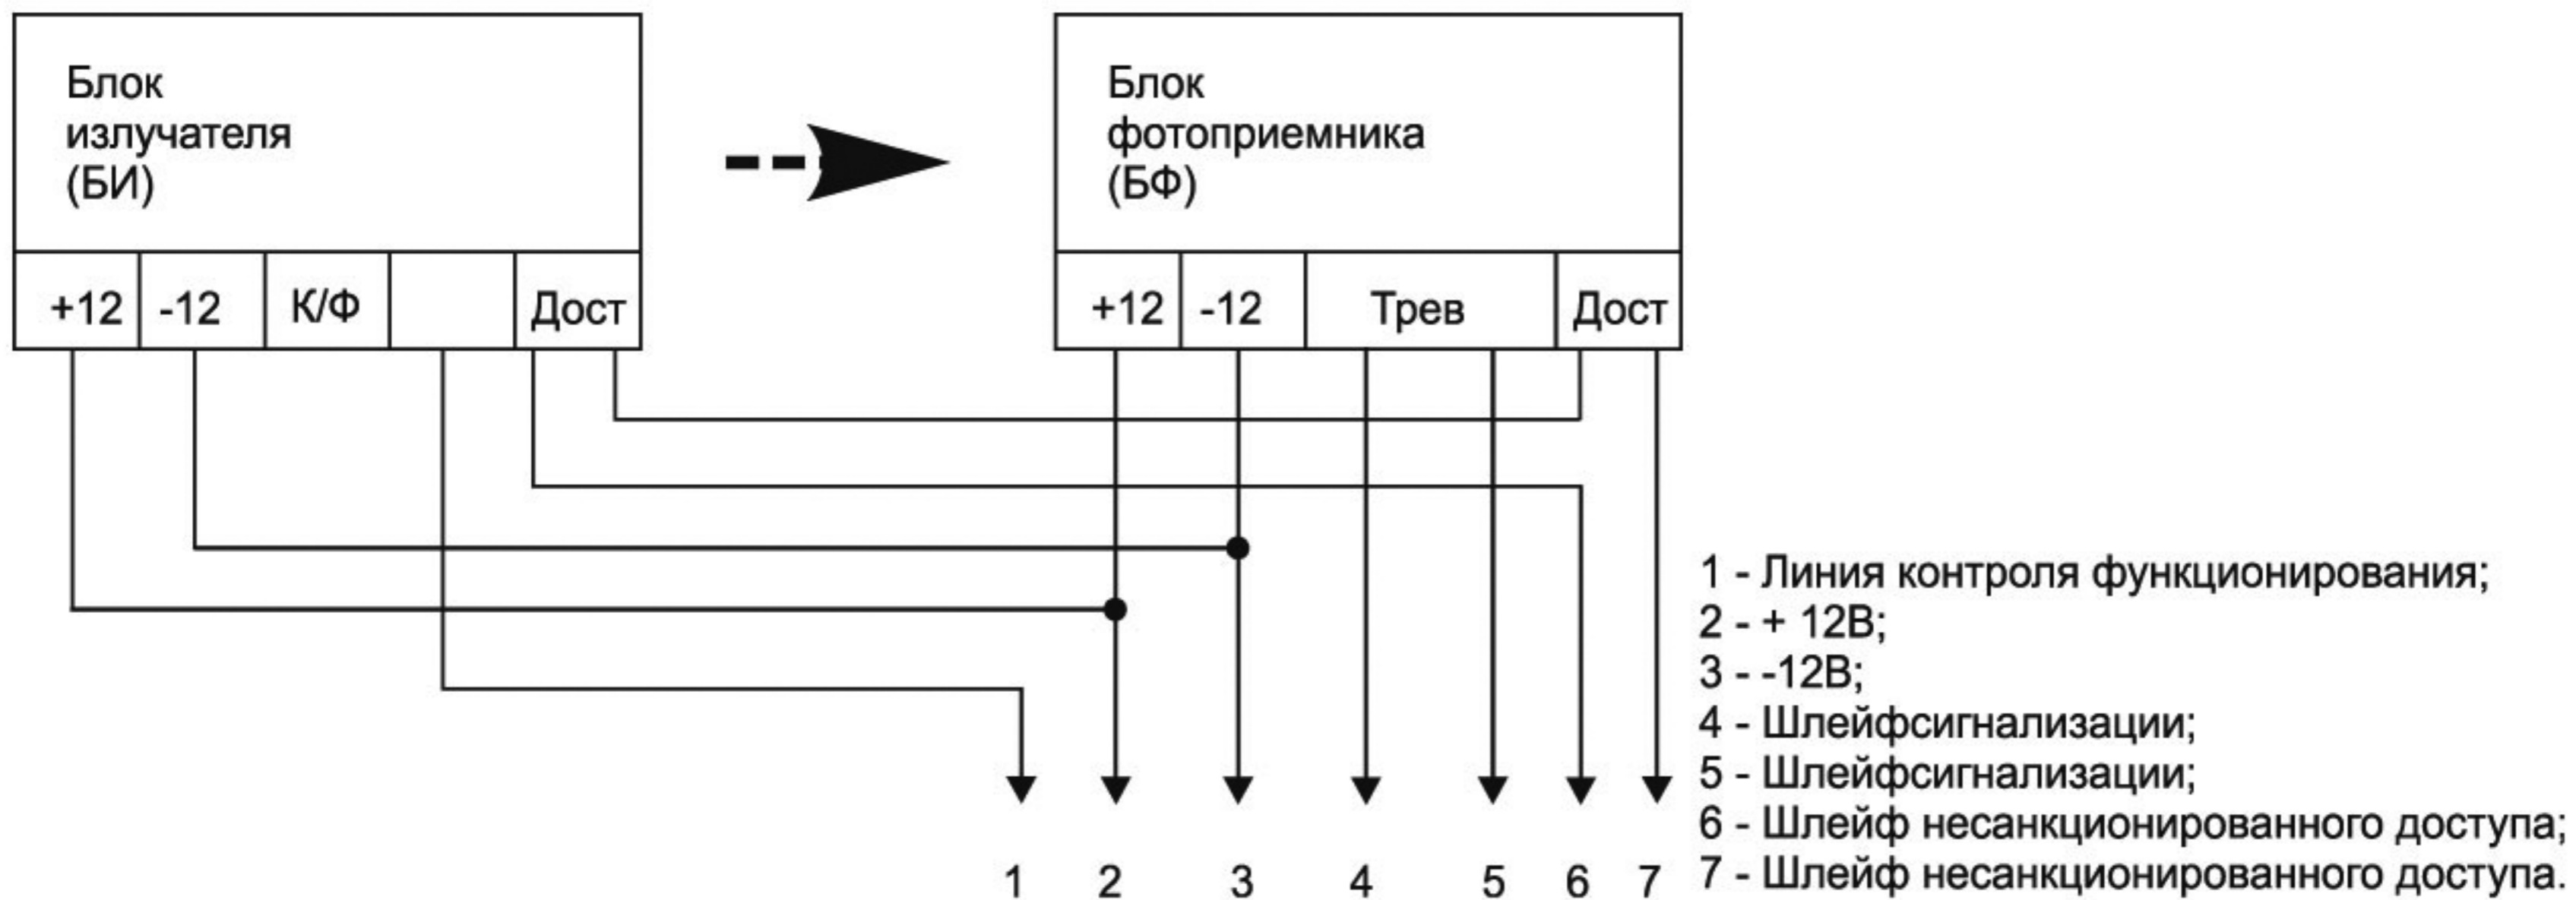 Блок
излучателя
(БИ)
+12 -12 К/Ф Дост
Блок
фотоприемника
(БФ)
+12 -12 Трев Дост
1 - Линия контроля функционирования;
2 - + 12В;
3 - -12В;
4 - Шлейфсигнализации;
5 - Шлейфсигнализации;
6 - Шлейф несанкционированного доступа;
7 - Шлейф несанкционированного доступа.
1 2 3 4 5 6 7